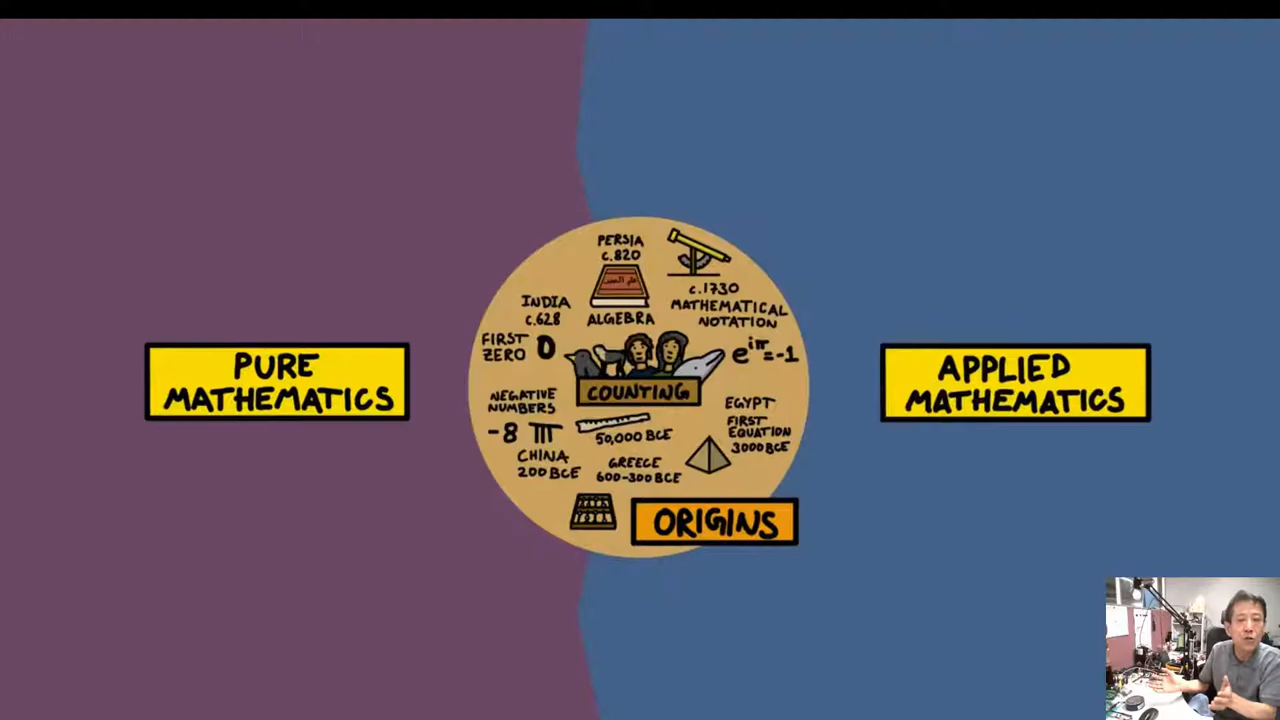 PURE
MATHEMATICS
PERSIA
c.820
ALGEBRA
INDIA
c.628
FIRST
ZERO 0
c.1730
MATHEMATICAL
NOTATION
e^iπ=-1
COUNTING
NEGATIVE
NUMBERS
-8
CHINA
200 BCE
50,000 BCE
GREECE
600-300 BCE
EGYPT
FIRST
EQUATION
3000 BCE
ORIGINS
APPLIED
MATHEMATICS